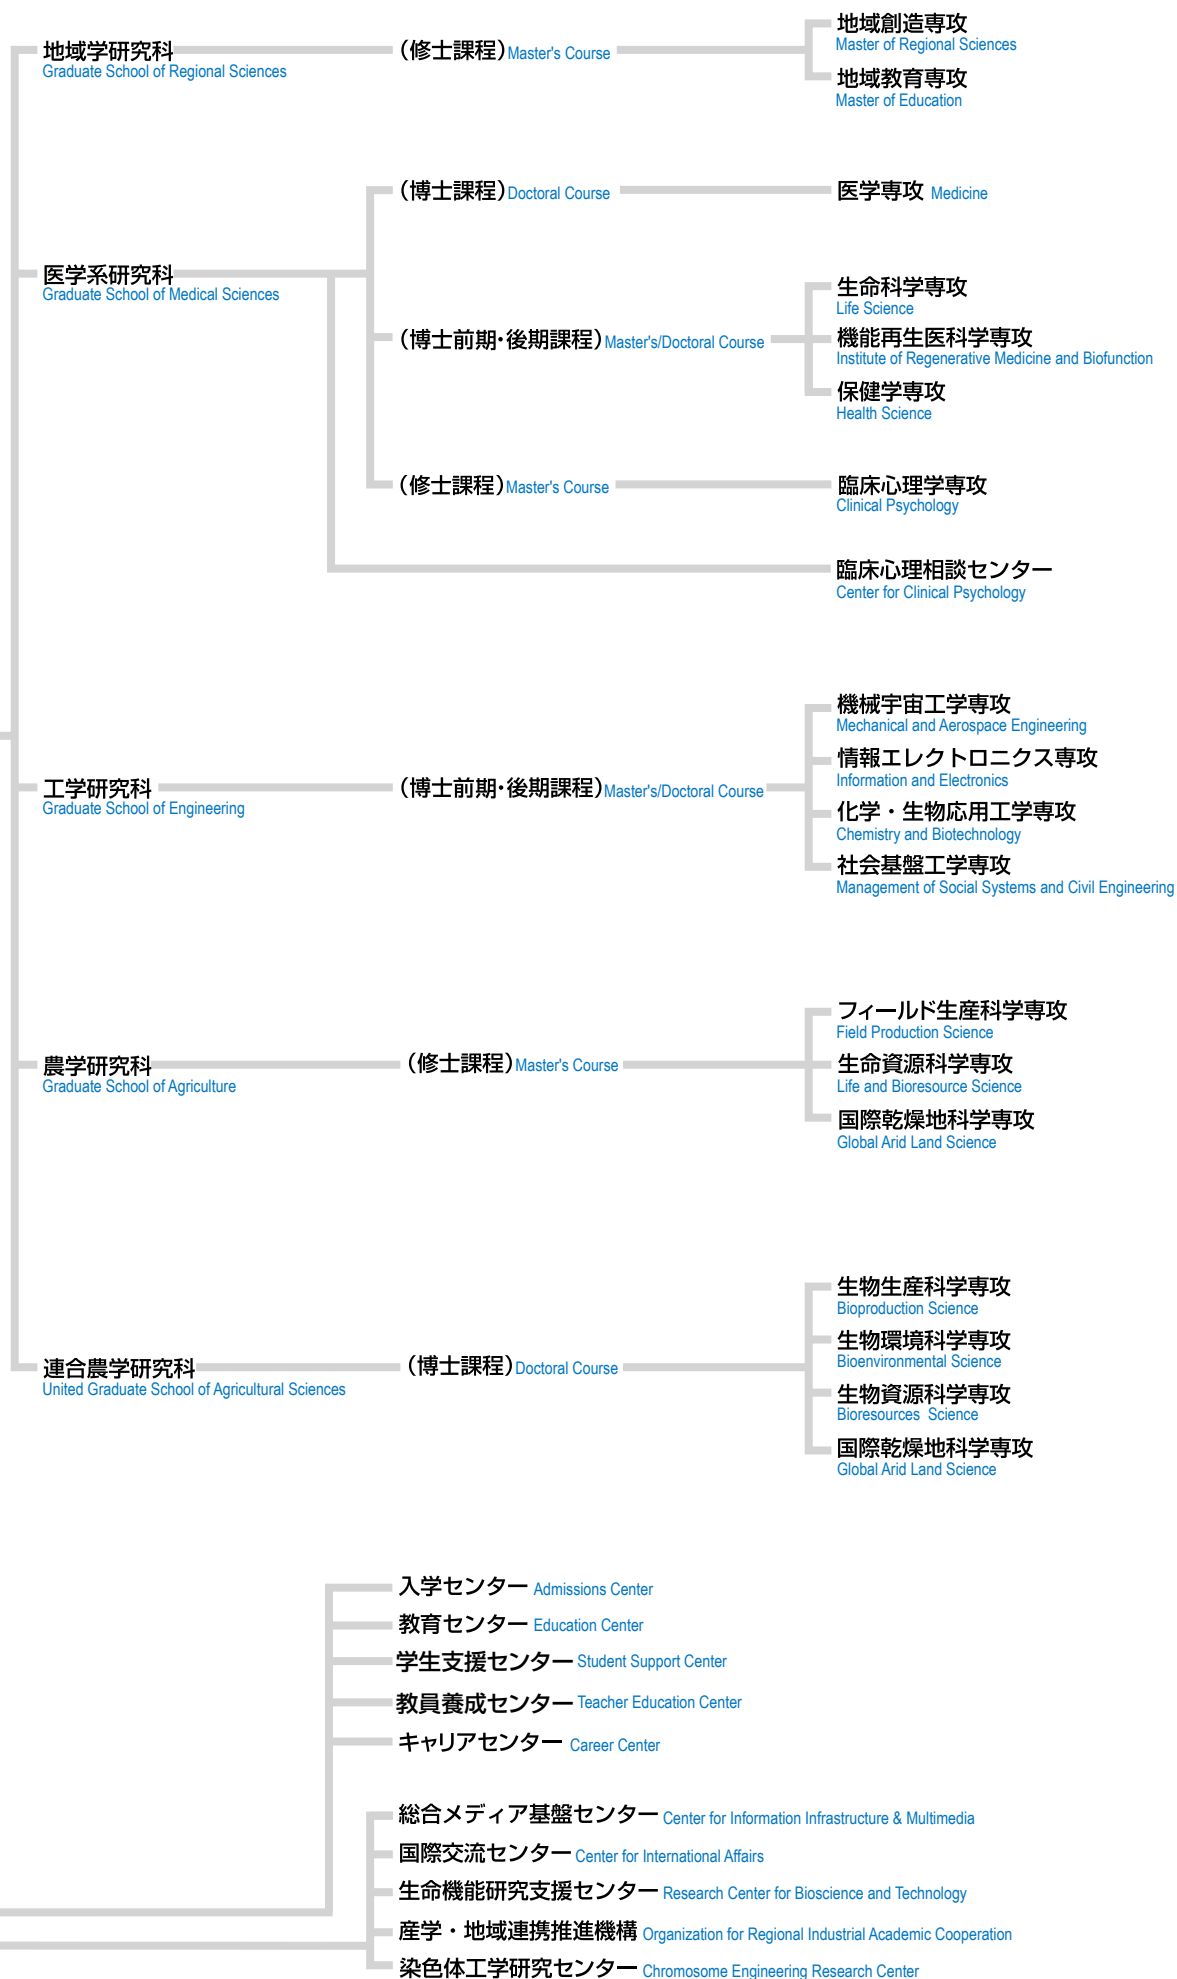 地域学研究科
Graduate School of Regional Sciences
（修士課程）Master's Course
地域創造専攻
Master of Regional Sciences
地域教育専攻
Master of Education
医学系研究科
Graduate School of Medical Sciences
（博士課程）Doctoral Course
医学専攻 Medicine
（博士前期・後期課程）Master's/Doctoral Course
生命科学専攻
Life Science
機能再生医科学専攻
Institute of Regenerative Medicine and Biofunction
保健学専攻
Health Science
（修士課程）Master's Course
臨床心理学専攻
Clinical Psychology
臨床心理相談センター
Center for Clinical Psychology
工学研究科
Graduate School of Engineering
（博士前期・後期課程）Master's/Doctoral Course
機械宇宙工学専攻
Mechanical and Aerospace Engineering
情報エレクトロニクス専攻
Information and Electronics
化学・生物応用工学専攻
Chemistry and Biotechnology
社会基盤工学専攻
Management of Social Systems and Civil Engineering
農学研究科
Graduate School of Agriculture
（修士課程）Master's Course
フィールド生産科学専攻
Field Production Science
生命資源科学専攻
Life and Bioresource Science
国際乾燥地科学専攻
Global Arid Land Science
連合農学研究科
United Graduate School of Agricultural Sciences
（博士課程）Doctoral Course
生物生産科学専攻
Bioproduction Science
生物環境科学専攻
Bioenvironmental Science
生物資源科学専攻
Bioresources Science
国際乾燥地科学専攻
Global Arid Land Science
入学センター Admissions Center
教育センター Education Center
学生支援センター Student Support Center
教員養成センター Teacher Education Center
キャリアセンター Career Center
総合メディア基盤センター Center for Information Infrastructure & Multimedia
国際交流センター Center for International Affairs
生命機能研究支援センター Research Center for Bioscience and Technology
産学・地域連携推進機構 Organization for Regional Industrial Academic Cooperation
染色体工学研究センター Chromosome Engineering Research Center